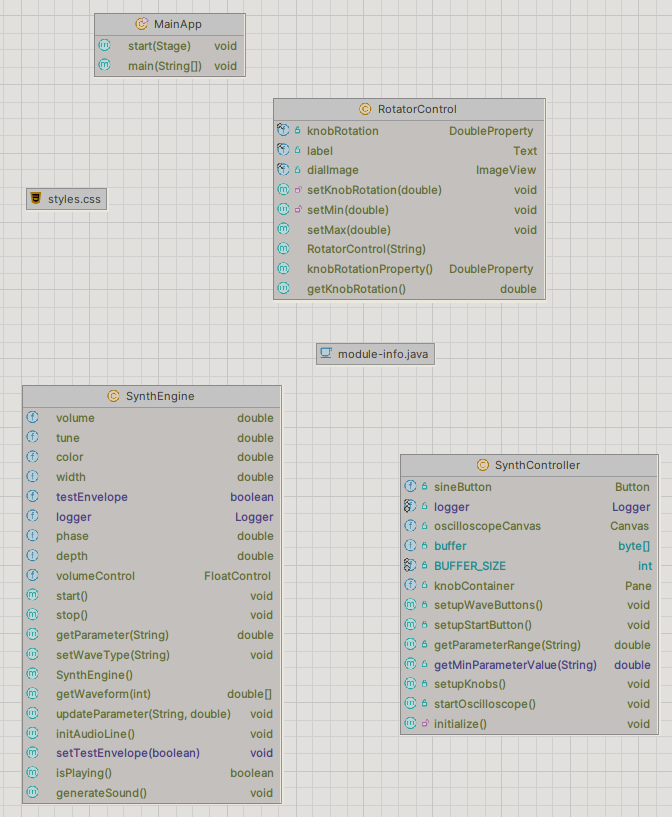 MainApp
start(Stage) void
main(String[]) void
RotatorControl
knobRotation DoubleProperty
label Text
dialImage ImageView
setKnobRotation(double) void
setMin(double) void
setMax(double) void
RotatorControl(String)
knobRotationProperty() DoubleProperty
getKnobRotation() double
styles.css
module-info.java
SynthEngine
volume double
tune double
color double
width double
testEnvelope boolean
logger Logger
phase double
depth double
volumeControl FloatControl
start() void
stop() void
getParameter(String) double
setWaveType(String) void
SynthEngine()
getWaveform(int) double[]
updateParameter(String, double) void
initAudioLine() void
setTestEnvelope(boolean) void
isPlaying() boolean
generateSound() void
SynthController
sineButton Button
logger Logger
oscilloscopeCanvas Canvas
buffer byte[]
BUFFER_SIZE int
knobContainer Pane
setupWaveButtons() void
setupStartButton() void
getParameterRange(String) double
getMinParameterValue(String) double
setupKnobs() void
startOscilloscope() void
initialize() void